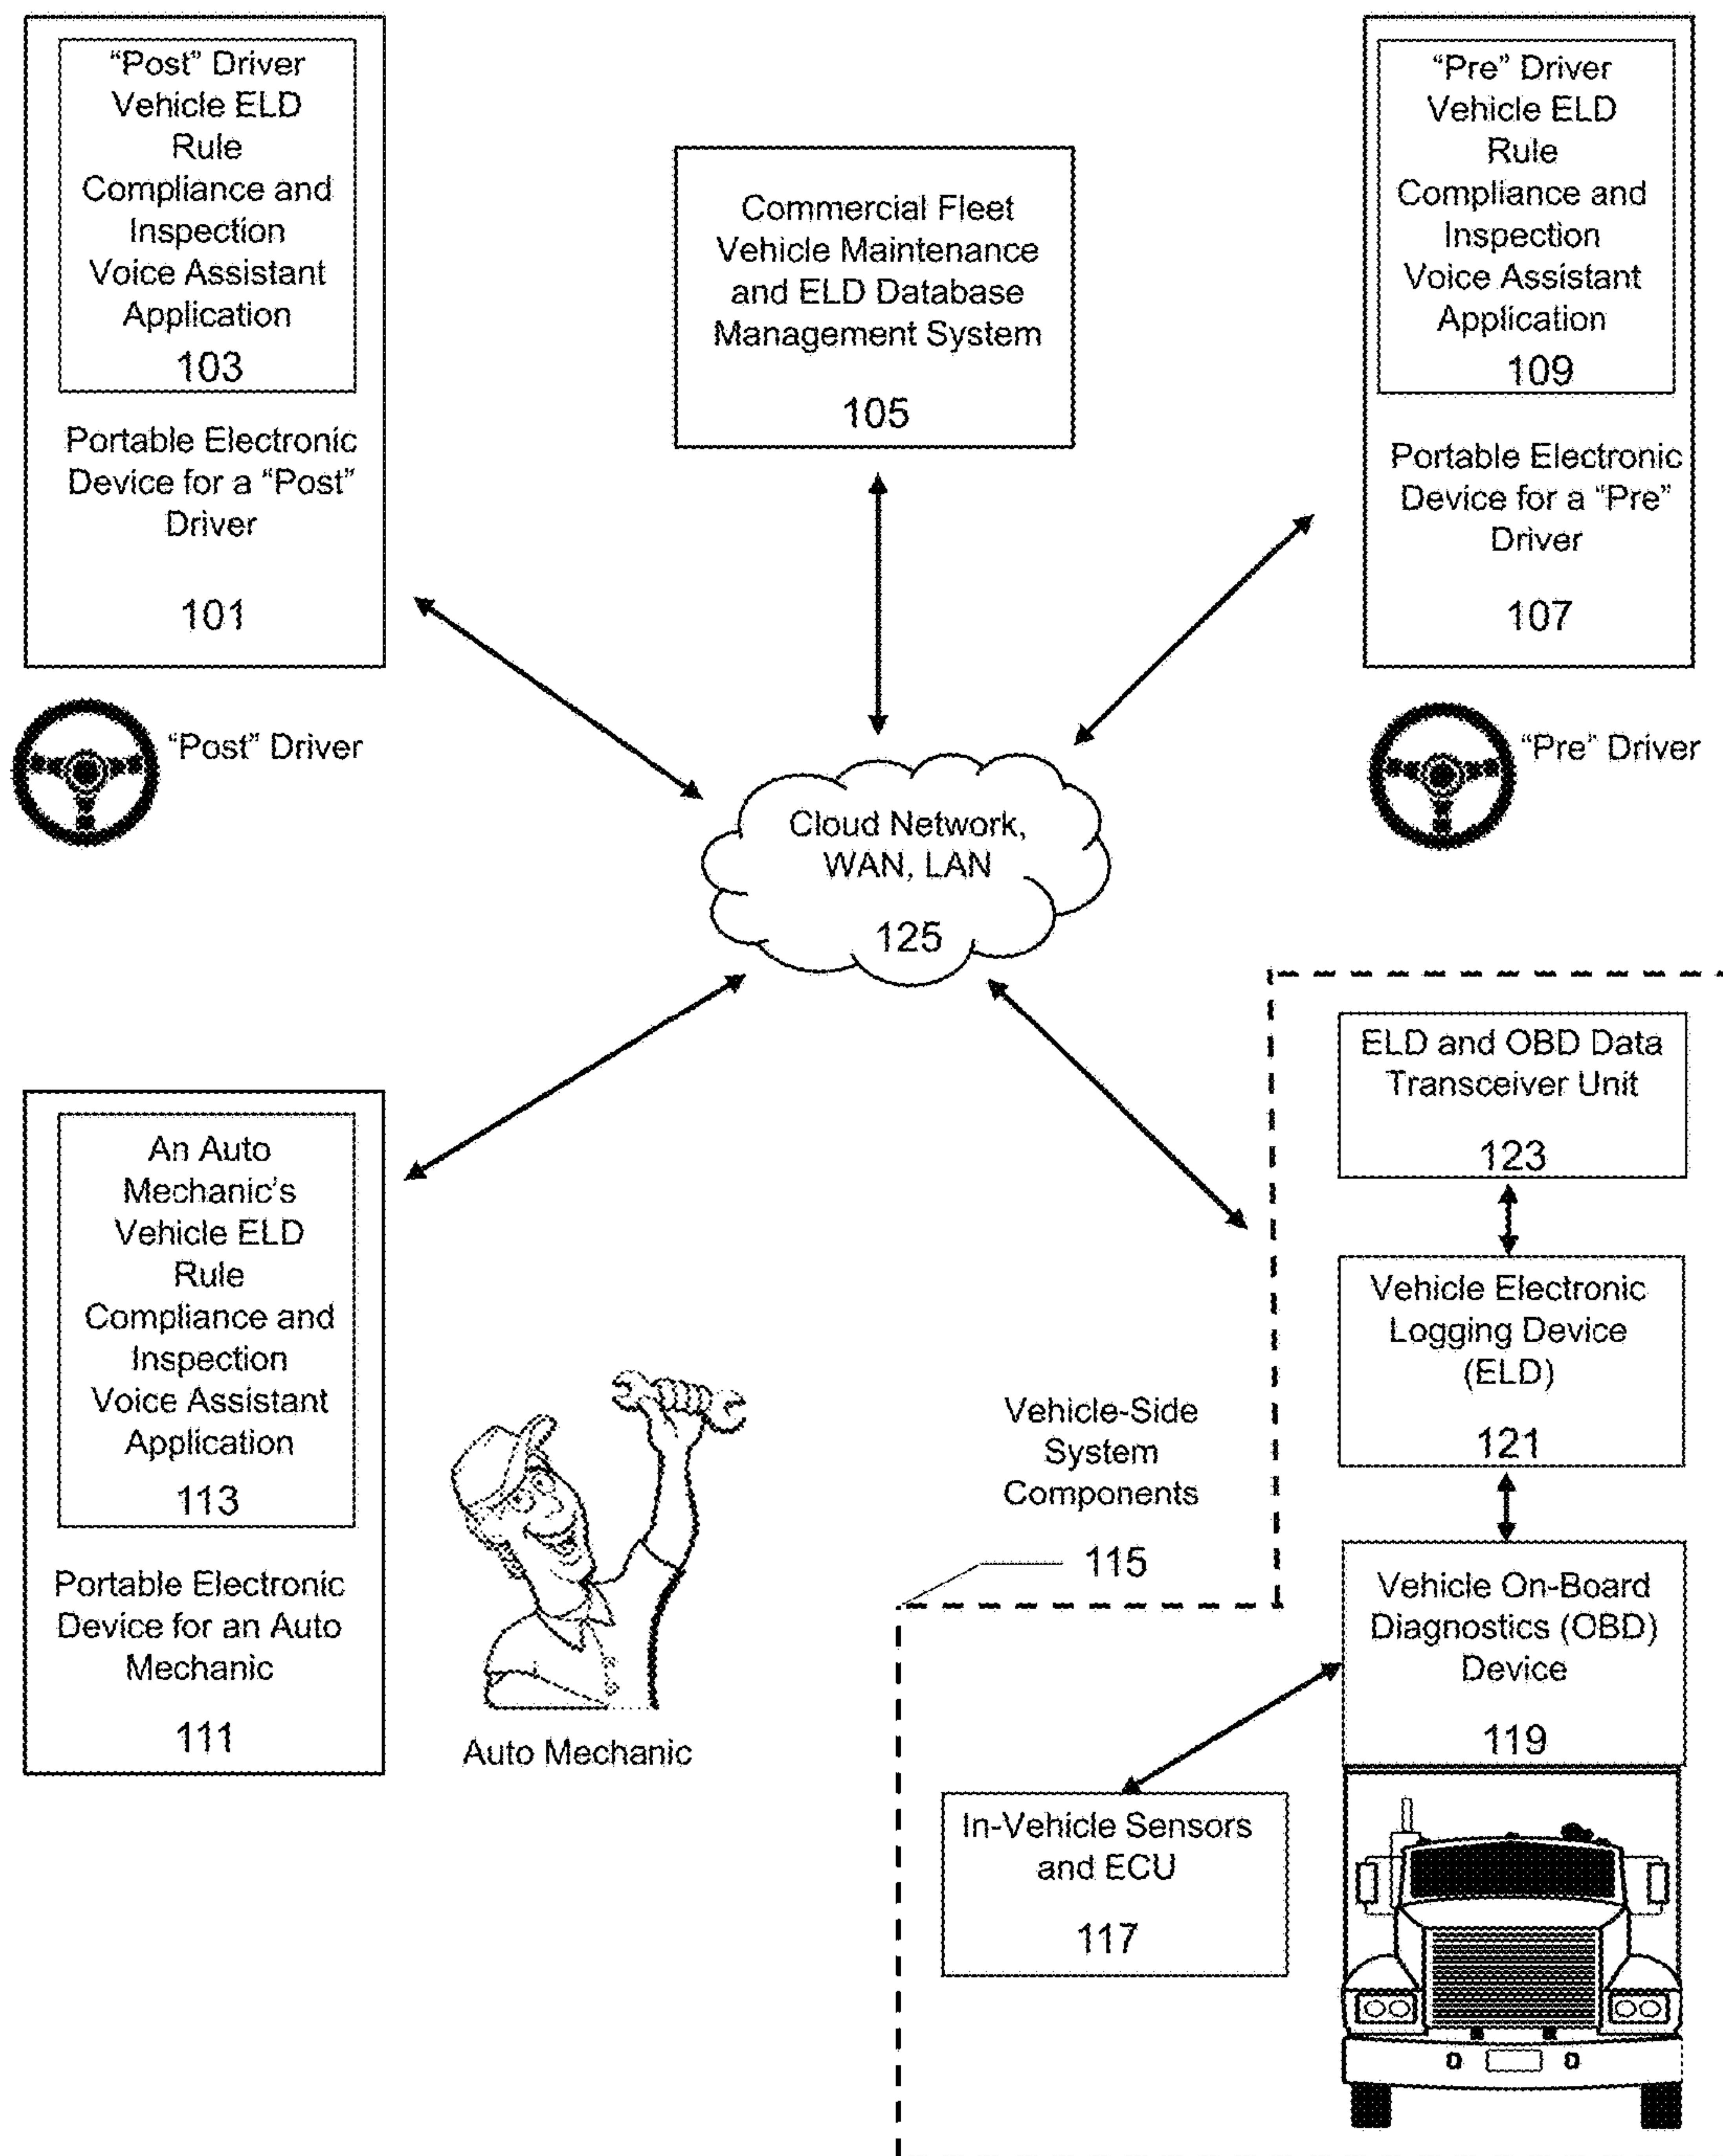 “Post” Driver
Vehicle ELD
Rule
Compliance and
Inspection
Voice Assistant
Application
103
Portable Electronic
Device for a “Post”
Driver
101
“Post” Driver
Commercial Fleet
Vehicle Maintenance
and ELD Database
Management System
105
“Pre” Driver
Vehicle ELD
Rule
Compliance and
Inspection
Voice Assistant
Application
109
Portable Electronic
Device for a “Pre”
Driver
107
“Pre” Driver
Cloud Network,
WAN, LAN
125
An Auto
Mechanic’s
Vehicle ELD
Rule
Compliance and
Inspection
Voice Assistant
Application
113
Portable Electronic
Device for an Auto
Mechanic
111
Auto Mechanic
Vehicle-Side
System
Components
115
ELD and OBD Data
Transceiver Unit
123
Vehicle Electronic
Logging Device
(ELD)
121
Vehicle On-Board
Diagnostics (OBD)
Device
119
In-Vehicle Sensors
and ECU
117